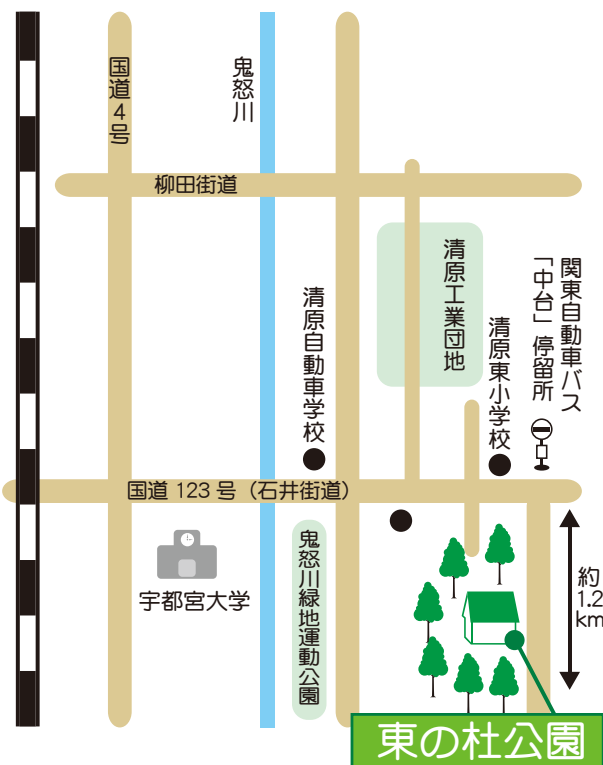 国道4号
鬼怒川
柳田街道
清原工業団地
関東自動車バス
「中台」停留所
清原自動車学校
清原東小学校
国道 123 号（石井街道）
宇都宮大学
鬼怒川緑地運動公園
約
1.2
km
東の杜公園